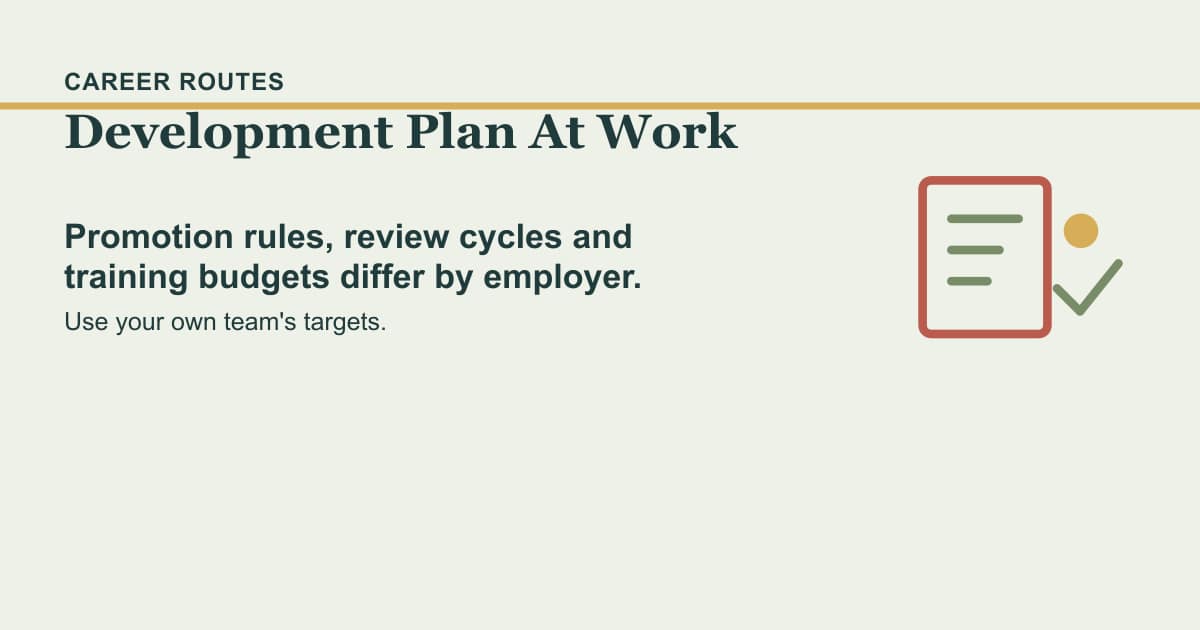 CAREER ROUTES
Development Plan At Work
Promotion rules, review cycles and
training budgets differ by employer.
Use your own team's targets.